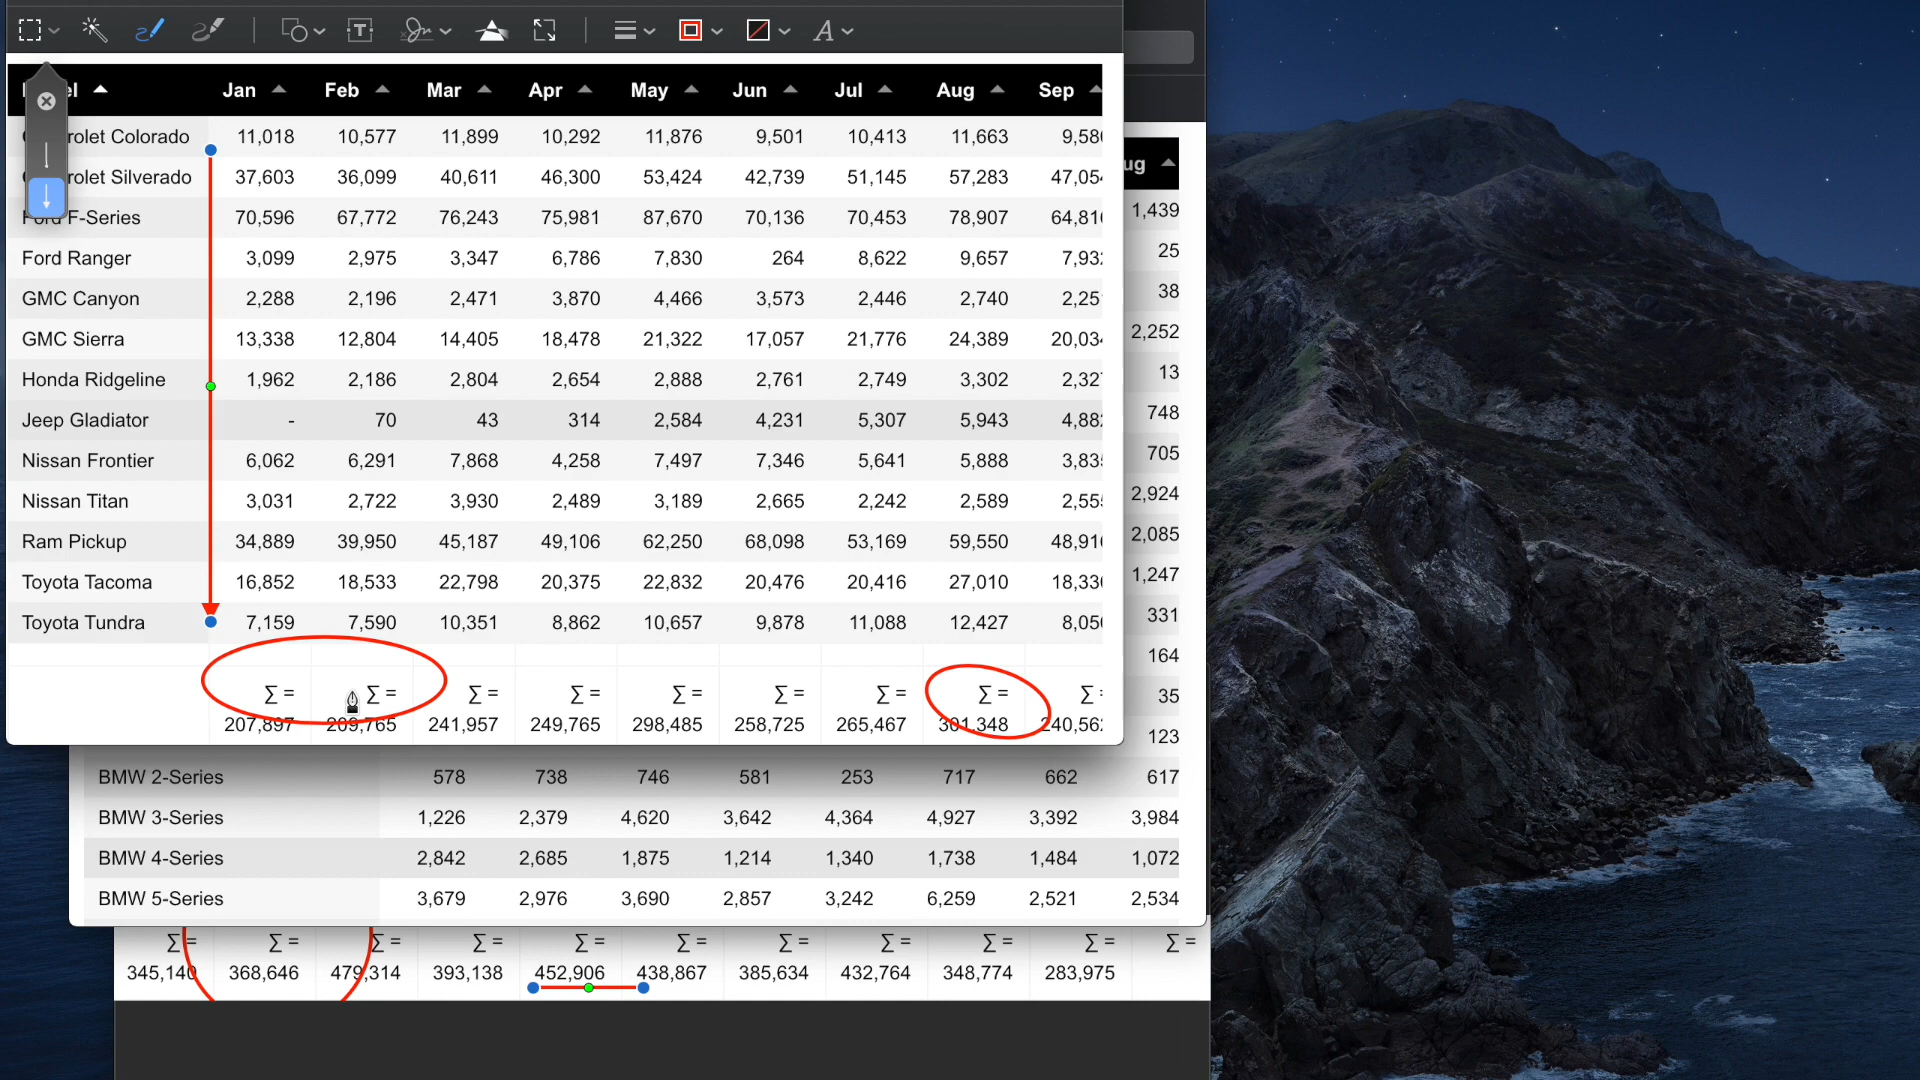 Jan Feb Mar Apr May Jun Jul Aug Sep
11,018 10,577 11,899 10,292 11,876 9,501 10,413 11,663
37,603 36,099 40,611 46,300 53,424 42,739 51,145 57,283
Ford F-Series 70,596 67,772 76,243 75,981 87,670 70,136 70,453 78,907 1,439
Ford Ranger 3,099 2,975 3,347 6,786 7,830 264 8,622 9,657 25
GMC Canyon 2,288 2,196 2,471 3,870 4,466 3,573 2,446 2,740 38
GMC Sierra 13,338 12,804 14,405 18,478 21,322 17,057 21,776 24,389 2,252
Honda Ridgeline 1,962 2,186 2,804 2,654 2,888 2,761 2,749 3,302 13
Jeep Gladiator - 70 43 314 2,584 4,231 5,307 5,943 748
Nissan Frontier 6,062 6,291 7,868 4,258 7,497 7,346 5,641 5,888 705
Nissan Titan 3,031 2,722 3,930 2,489 3,189 2,665 2,242 2,589 2,924
Ram Pickup 34,889 39,950 45,187 49,106 62,250 68,098 53,169 59,550 2,085
Toyota Tacoma 16,852 18,533 22,798 20,375 22,832 20,476 20,416 27,010 1,247
Toyota Tundra 7,159 7,590 10,351 8,862 10,657 9,878 11,088 12,427 331
164
∑ = ∑ = ∑ = ∑ = ∑ = ∑ = ∑ = ∑ = ∑ 35
207,897 209,765 241,957 249,765 298,485 258,725 265,467 301,348 123
BMW 2-Series 578 738 746 581 253 717 662 617
BMW 3-Series 1,226 2,379 4,620 3,642 4,364 4,927 3,392 3,984
BMW 4-Series 2,842 2,685 1,875 1,214 1,340 1,738 1,484 1,072
BMW 5-Series 3,679 2,976 3,690 2,857 3,242 6,259 2,521 2,534
∑ = ∑ = ∑ = ∑ = ∑ = ∑ = ∑ = ∑ = ∑ = ∑ = ∑ =
345,140 368,646 479,314 393,138 452,906 438,867 385,634 432,764 348,774 283,975